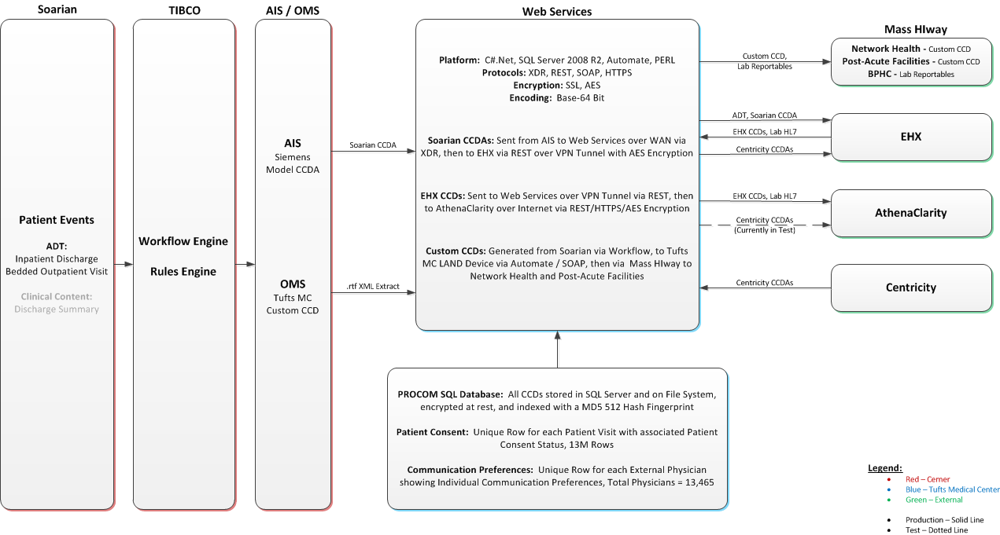 Soarian
Patient Events
ADT:
Inpatient Discharge
Bedded Outpatient Visit
Clinical Content:
Discharge Summary
TIBCO
Workflow Engine
Rules Engine
AIS / OMS
AIS
Siemens
Model CCDA
OMS
Tufts MC
Custom CCD
Soarian CCDA
.rtf XML Extract
Web Services
Platform: C#.Net, SQL Server 2008 R2, Automate, PERL
Protocols: XDR, REST, SOAP, HTTPS
Encryption: SSL, AES
Encoding: Base-64 Bit
Soarian CCDAs: Sent from AIS to Web Services over WAN via
XDR, then to EHX via REST over VPN Tunnel with AES Encryption
EHX CCDs: Sent to Web Services over VPN Tunnel via REST, then
to AthenaClarity over Internet via REST/HTTPS/AES Encryption
Custom CCDs: Generated from Soarian via Workflow, to Tufts
MC LAND Device via Automate / SOAP, then via Mass HIway to
Network Health and Post-Acute Facilities
PROCOM SQL Database: All CCDs stored in SQL Server and on File System,
encrypted at rest, and indexed with a MD5 512 Hash Fingerprint
Patient Consent: Unique Row for each Patient Visit with associated Patient
Consent Status, 13M Rows
Communication Preferences: Unique Row for each External Physician
showing Individual Communication Preferences, Total Physicians = 13,465
Custom CCD,
Lab Reportables
ADT, Soarian CCDA
EHX CCDs, Lab HL7
Centricity CCDAs
EHX CCDs, Lab HL7
Centricity CCDAs
(Currently in Test)
Centricity CCDAs
Mass HIway
Network Health - Custom CCD
Post-Acute Facilities - Custom CCD
BPHC - Lab Reportables
EHX
AthenaClarity
Centricity
Legend:
• Red – Cerner
• Blue – Tufts Medical Center
• Green – External
• Production – Solid Line
• Test – Dotted Line